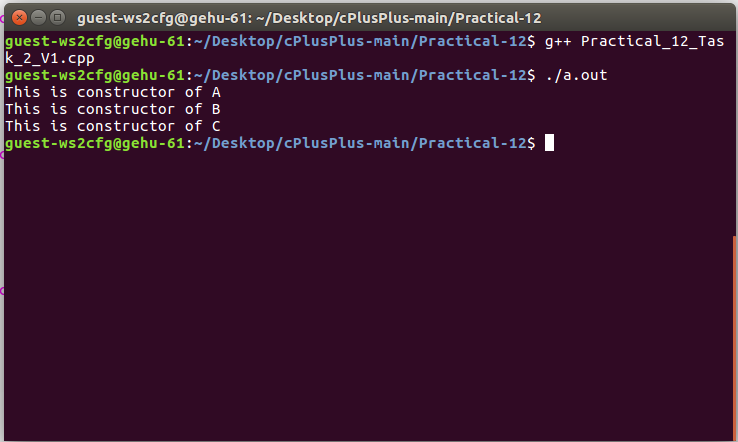 guest-ws2cfg@gehu-61: ~/Desktop/cPlusPlus-main/Practical-12
guest-ws2cfg@gehu-61:~/Desktop/cPlusPlus-main/Practical-12$ g++ Practical_12_Tas
k_2_V1.cpp
guest-ws2cfg@gehu-61:~/Desktop/cPlusPlus-main/Practical-12$ ./a.out
This is constructor of A
This is constructor of B
This is constructor of C
guest-ws2cfg@gehu-61:~/Desktop/cPlusPlus-main/Practical-12$